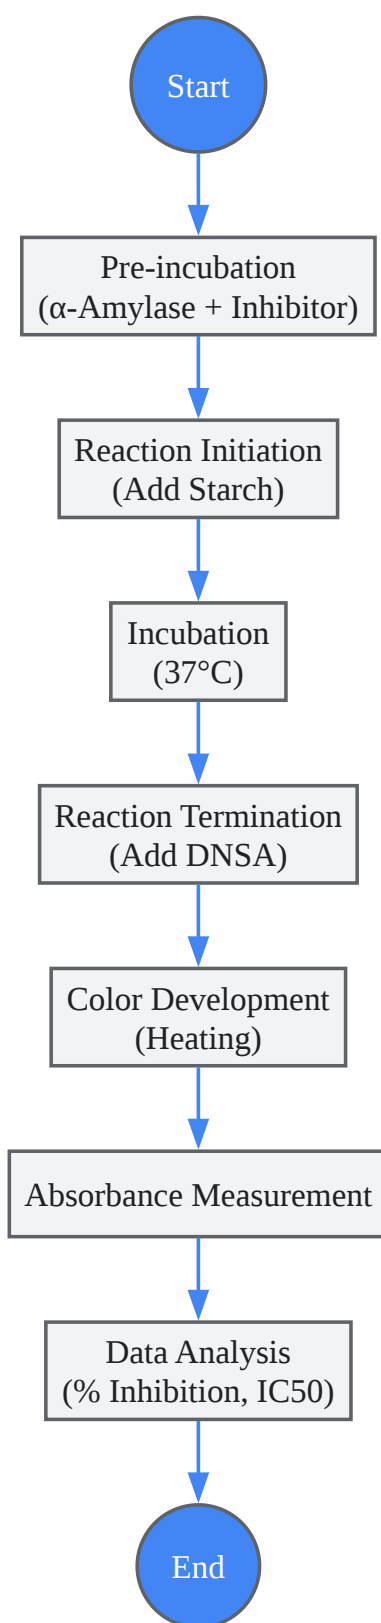 Start
Pre-incubation
(α-Amylase + Inhibitor)
Reaction Initiation
(Add Starch)
Incubation
(37°C)
Reaction Termination
(Add DNSA)
Color Development
(Heating)
Absorbance Measurement
Data Analysis
(% Inhibition, IC50)
End